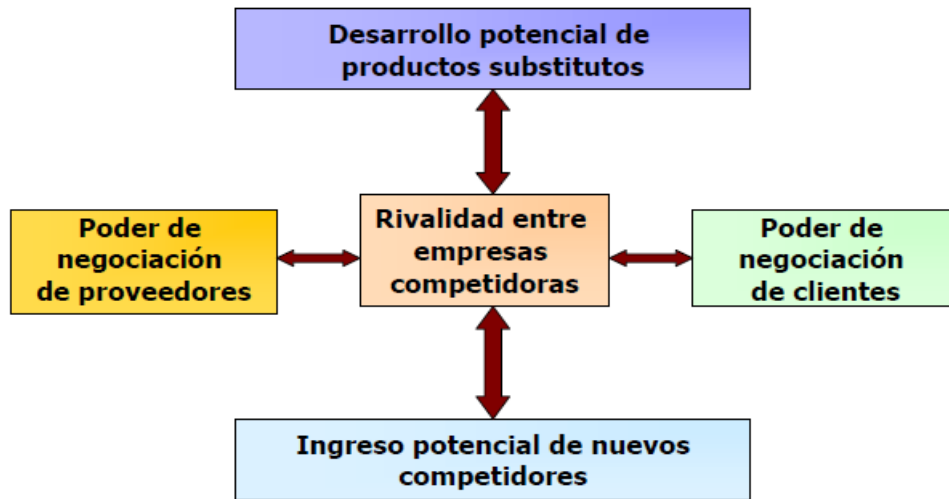 Desarrollo potencial de
productos substitutos
Poder de
negociación
de proveedores
Rivalidad entre
empresas
competidoras
Poder de
negociación
de clientes
Ingreso potencial de nuevos
competidores